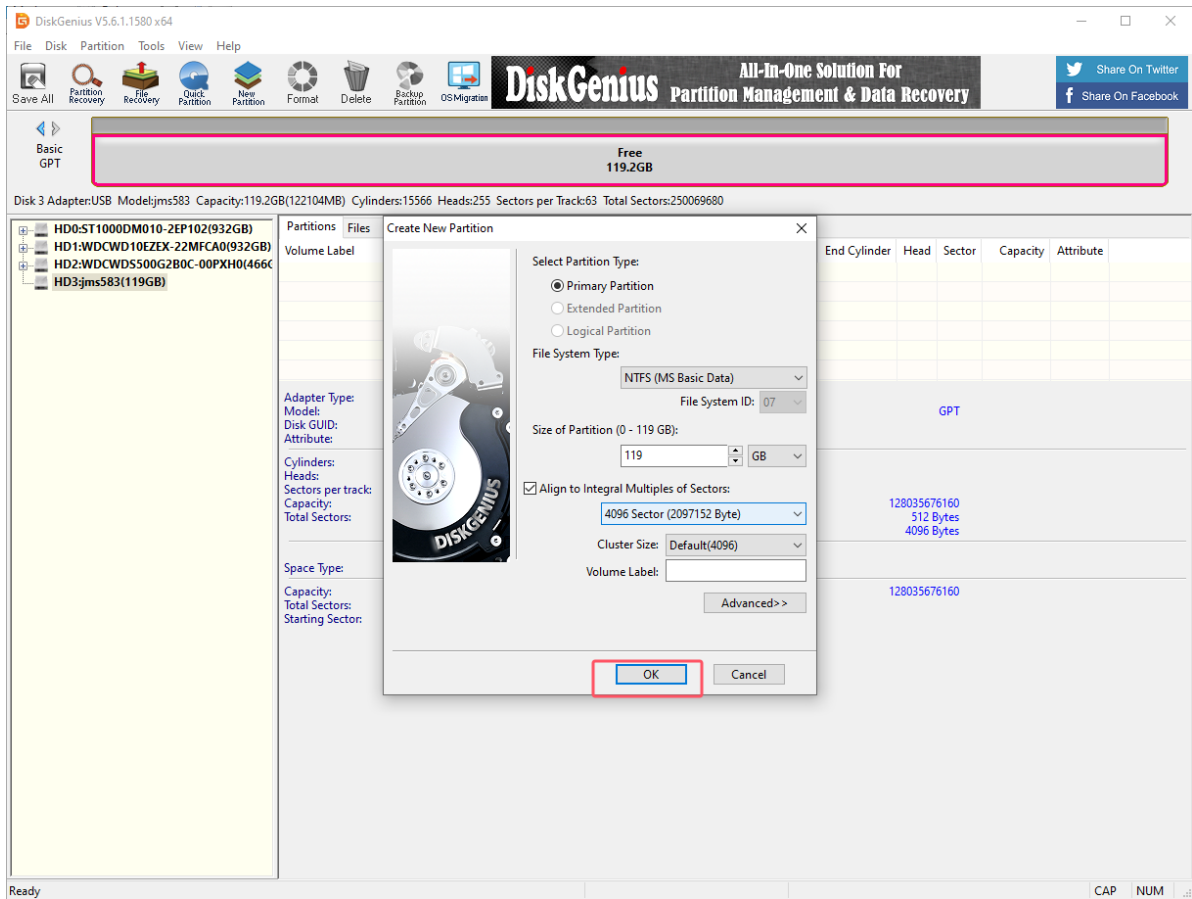 DiskGenius V5.6.1.1580 x64
File Disk Partition Tools View Help
Save All
Partition
Recovery
File
Recovery
Quick
Partition
New
Partition
Format
Delete
Backup
Partition
OS Migration
DiskGenius
All-In-One Solution For
Partition Management & Data Recovery
Share On Twitter
f Share On Facebook
Basic
GPT
Free
119.2GB
Disk 3 Adapter:USB Model:jms583 Capacity:119.2GB(122104MB) Cylinders:15566 Heads:255 Sectors per Track:63 Total Sectors:250069680
HD0:ST1000DM010-2EP102(932GB)
HD1:WDCWD10EZEX-22MFCA0(932GB)
HD2:WDCWDS500G2B0C-00PXH0(466G
HD3:jms583(119GB)
Partitions Files
Volume Label
End Cylinder Head Sector Capacity Attribute
Adapter Type:
Model:
Disk GUID:
Attribute:
GPT
Cylinders:
Heads:
Sectors per track:
Capacity:
Total Sectors:
128035676160
512 Bytes
4096 Bytes
Space Type:
Capacity:
Total Sectors:
Starting Sector:
128035676160
Create New Partition
DISKGENIUS
Select Partition Type:
Primary Partition
Extended Partition
Logical Partition
File System Type:
NTFS (MS Basic Data)
File System ID: 07
Size of Partition (0 - 119 GB):
119 GB
Align to Integral Multiples of Sectors:
4096 Sector (2097152 Byte)
Cluster Size: Default(4096)
Volume Label:
Advanced>>
OK Cancel
Ready
CAP NUM